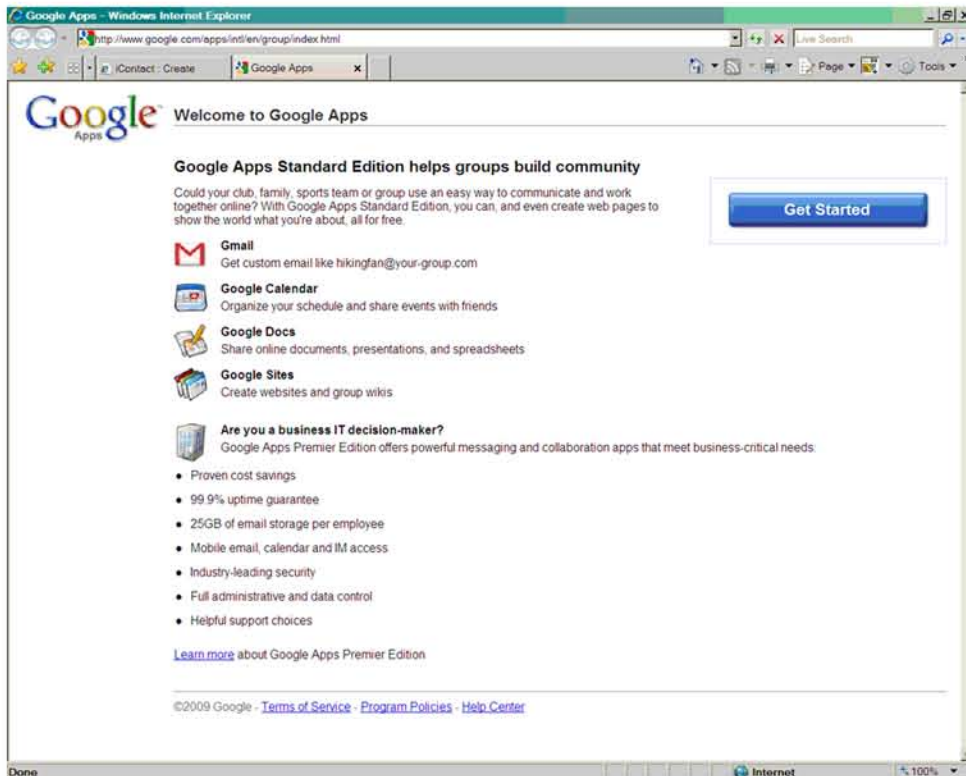 Google Apps - Windows Internet Explorer
http://www.google.com/apps/intl/en/group/index.html
Live Search
iContact : Create
Google Apps
Page
Tools
Google
Apps
Welcome to Google Apps
Google Apps Standard Edition helps groups build community
Could your club, family, sports team or group use an easy way to communicate and work
together online? With Google Apps Standard Edition, you can, and even create web pages to
show the world what you're about, all for free.
Get Started
Gmail
Get custom email like hikingfan@your-group.com
Google Calendar
Organize your schedule and share events with friends
Google Docs
Share online documents, presentations, and spreadsheets
Google Sites
Create websites and group wikis
Are you a business IT decision-maker?
Google Apps Premier Edition offers powerful messaging and collaboration apps that meet business-critical needs:
• Proven cost savings
• 99.9% uptime guarantee
• 25GB of email storage per employee
• Mobile email, calendar and IM access
• Industry-leading security
• Full administrative and data control
• Helpful support choices
Learn more about Google Apps Premier Edition
©2009 Google - Terms of Service - Program Policies - Help Center
Done
Internet
100%